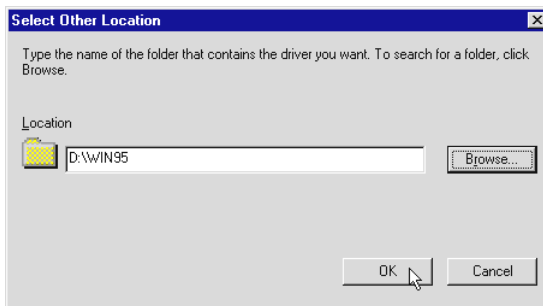 Select Other Location
Type the name of the folder that contains the driver you want. To search for a folder, click
Browse.
Location
D:\WIN95
Browse...
OK
Cancel